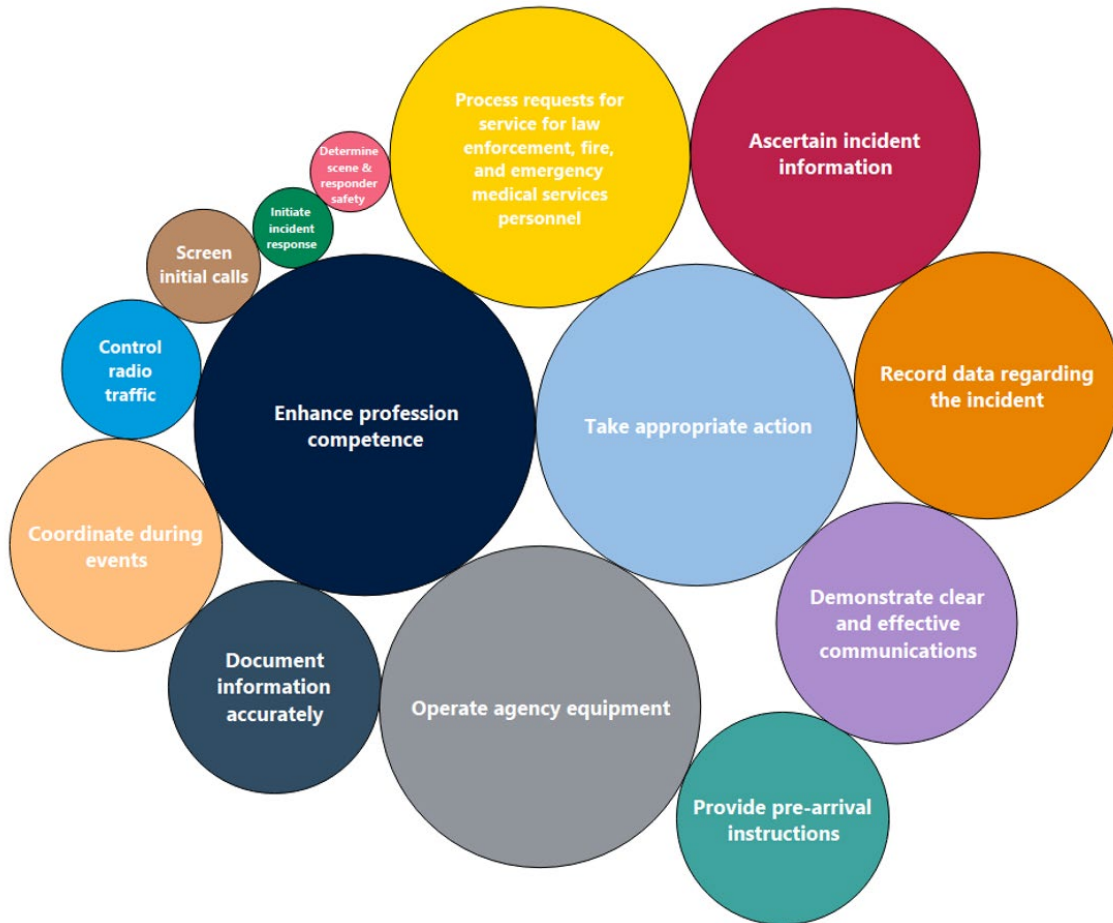 Process requests for
service for law
enforcement, fire,
and emergency
medical services
personnel
Ascertain incident
information
Determine
scene &
responder
safety
Initiate
incident
response
Screen
initial calls
Control
radio
traffic
Enhance profession
competence
Take appropriate action
Record data regarding
the incident
Coordinate during
events
Demonstrate clear
and effective
communications
Document
information
accurately
Operate agency equipment
Provide pre-arrival
instructions